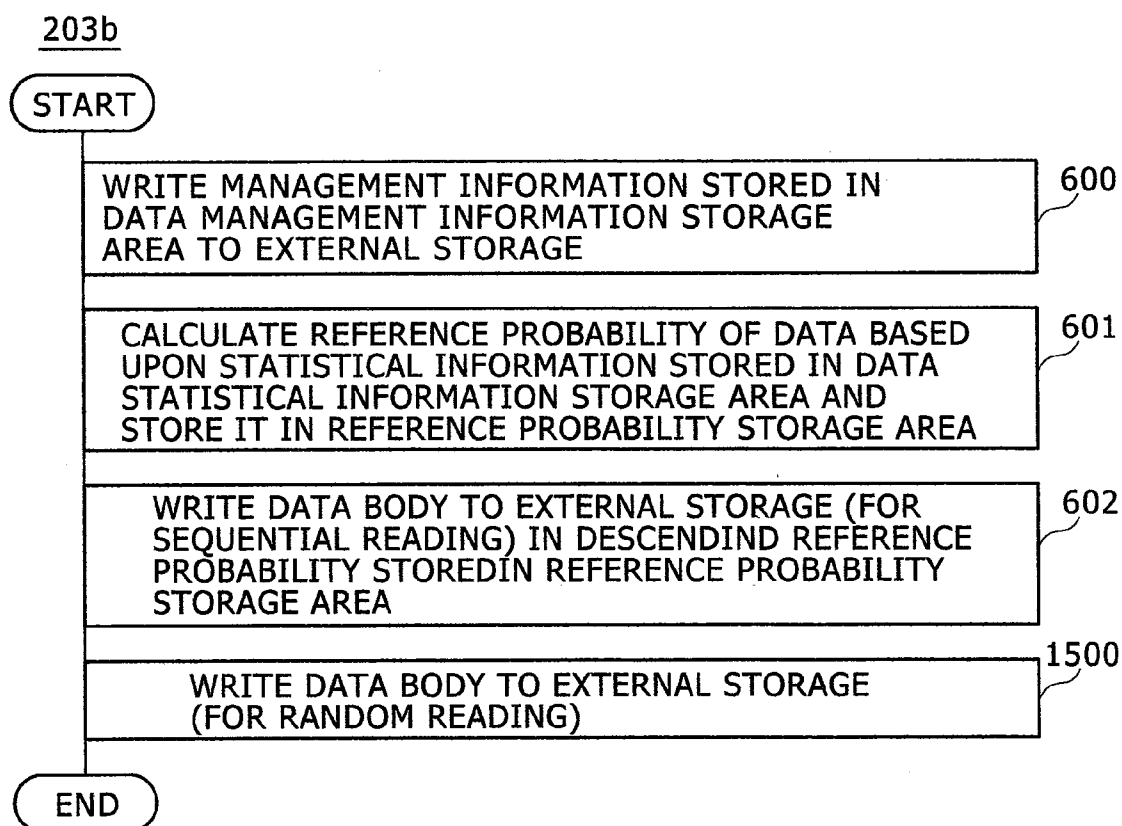 203b
START
WRITE MANAGEMENT INFORMATION STORED IN
DATA MANAGEMENT INFORMATION STORAGE
AREA TO EXTERNAL STORAGE
600
CALCULATE REFERENCE PROBABILITY OF DATA BASED
UPON STATISTICAL INFORMATION STORED IN DATA
STATISTICAL INFORMATION STORAGE AREA AND
STORE IT IN REFERENCE PROBABILITY STORAGE AREA
601
WRITE DATA BODY TO EXTERNAL STORAGE (FOR
SEQUENTIAL READING) IN DESCENDIND REFERENCE
PROBABILITY STOREDIN REFERENCE PROBABILITY
STORAGE AREA
602
WRITE DATA BODY TO EXTERNAL STORAGE
(FOR RANDOM READING)
1500
END